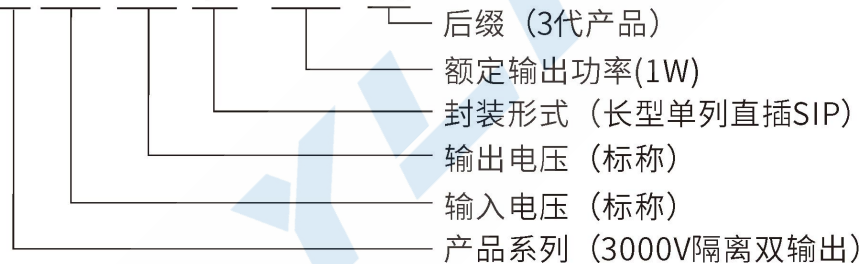 后缀（3代产品）
额定输出功率(1W)
封装形式（长型单列直插SIP）
输出电压（标称）
输入电压（标称）
产品系列（3000V隔离双输出）